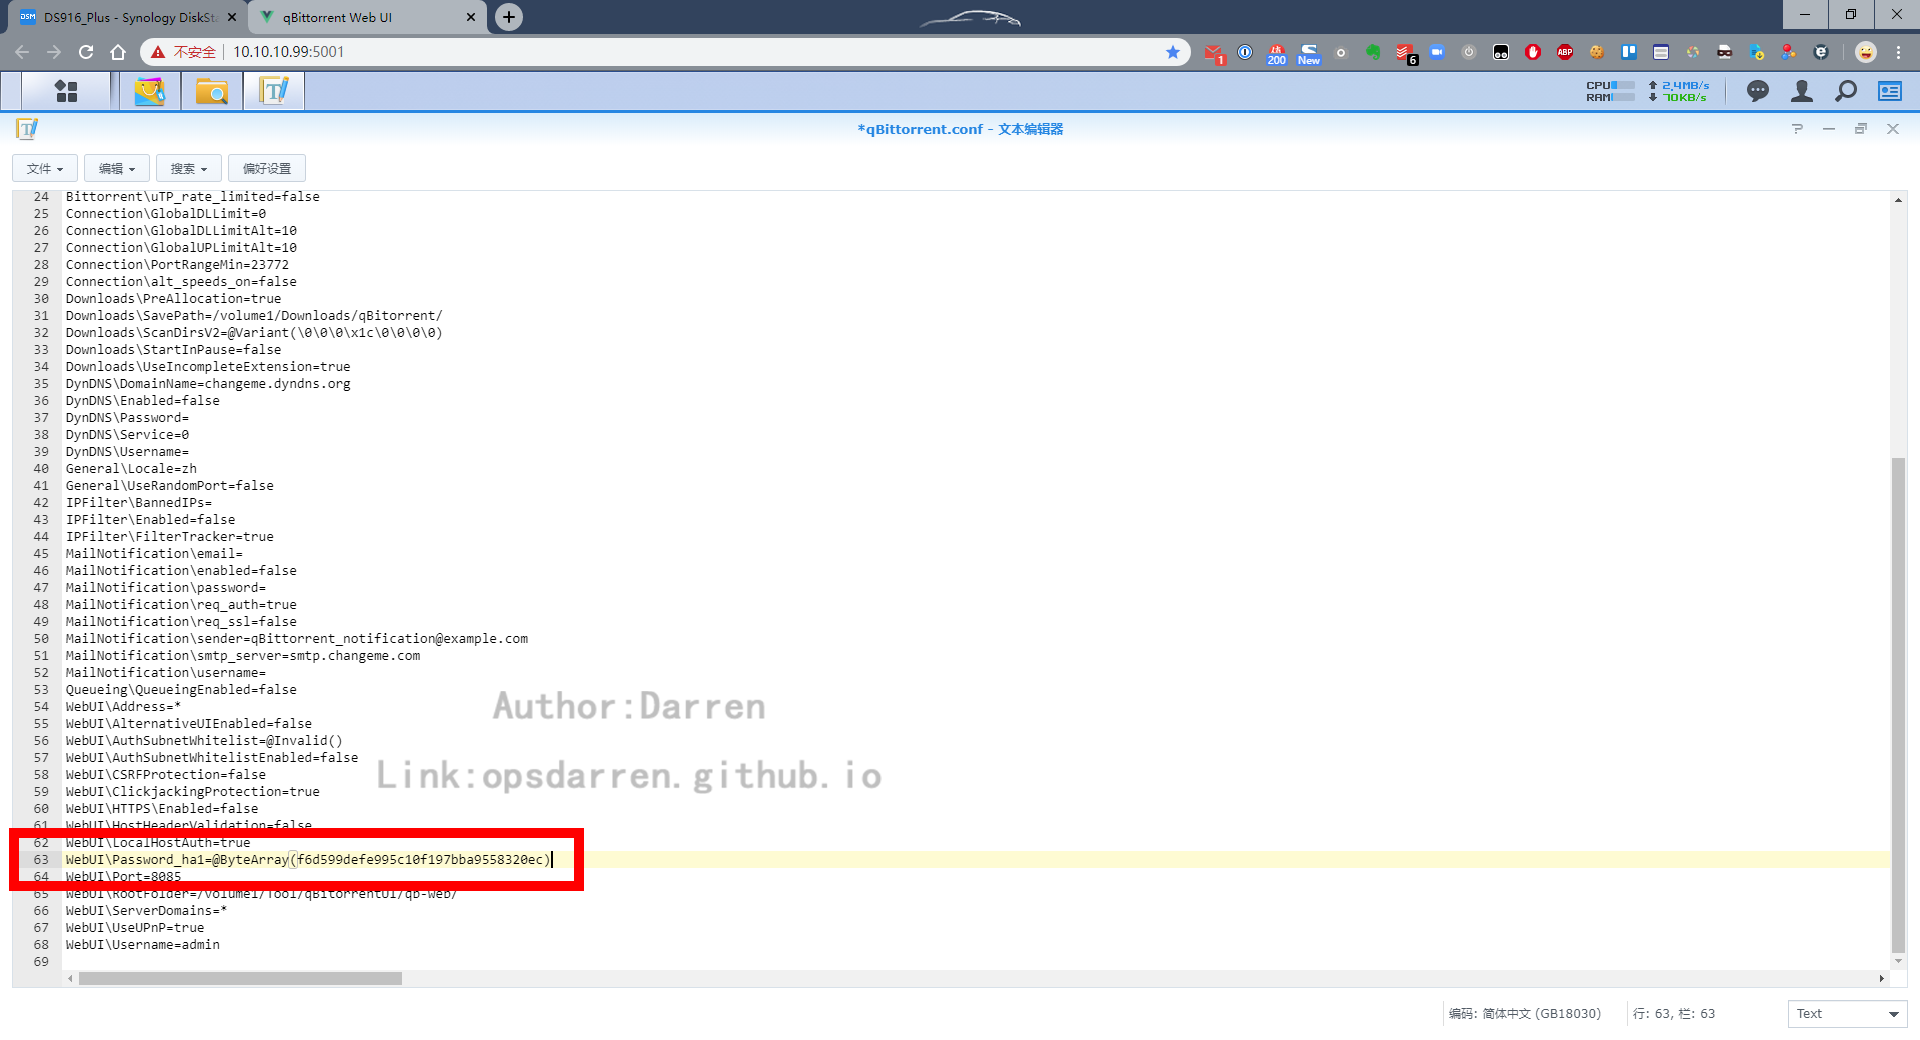 DS916_Plus - Synology DiskSta
qBittorrent Web UI
不安全
10.10.10.99:5001
1
200
New
6
ABP
CPU
2.4MB/s
RAM
70KB/s
*qBittorrent.conf - 文本编辑器
文件
编辑
搜索
偏好设置
24 Bittorrent\uTP_rate_limited=false
25 Connection\GlobalDLLimit=0
26 Connection\GlobalDLLimitAlt=10
27 Connection\GlobalUPLimitAlt=10
28 Connection\PortRangeMin=23772
29 Connection\alt_speeds_on=false
30 Downloads\PreAllocation=true
31 Downloads\SavePath=/volume1/Downloads/qBitorrent/
32 Downloads\ScanDirsV2=@Variant(\0\0\0\x1c\0\0\0\0)
33 Downloads\StartInPause=false
34 Downloads\UseIncompleteExtension=true
35 DynDNS\DomainName=changeme.dyndns.org
36 DynDNS\Enabled=false
37 DynDNS\Password=
38 DynDNS\Service=0
39 DynDNS\Username=
40 General\Locale=zh
41 General\UseRandomPort=false
42 IPFilter\BannedIPs=
43 IPFilter\Enabled=false
44 IPFilter\FilterTracker=true
45 MailNotification\email=
46 MailNotification\enabled=false
47 MailNotification\password=
48 MailNotification\req_auth=true
49 MailNotification\req_ssl=false
50 MailNotification\sender=qBittorrent_notification@example.com
51 MailNotification\smtp_server=smtp.changeme.com
52 MailNotification\username=
53 Queueing\QueueingEnabled=false
54 WebUI\Address=*
55 WebUI\AlternativeUIEnabled=false
56 WebUI\AuthSubnetWhitelist=@Invalid()
57 WebUI\AuthSubnetWhitelistEnabled=false
58 WebUI\CSRFProtection=false
59 WebUI\ClickjackingProtection=true
60 WebUI\HTTPS\Enabled=false
61 WebUI\HostHeaderValidation=false
62 WebUI\LocalHostAuth=true
63 WebUI\Password_ha1=@ByteArray(f6d599defe995c10f197bba9558320ec)
64 WebUI\Port=8085
65 WebUI\RootFolder=/volume1/Tool/qBitorrentUI/qb-web/
66 WebUI\ServerDomains=*
67 WebUI\UseUPnP=true
68 WebUI\Username=admin
69
Author:Darren
Link:opsdarren.github.io
编码: 简体中文 (GB18030)
行: 63, 栏: 63
Text